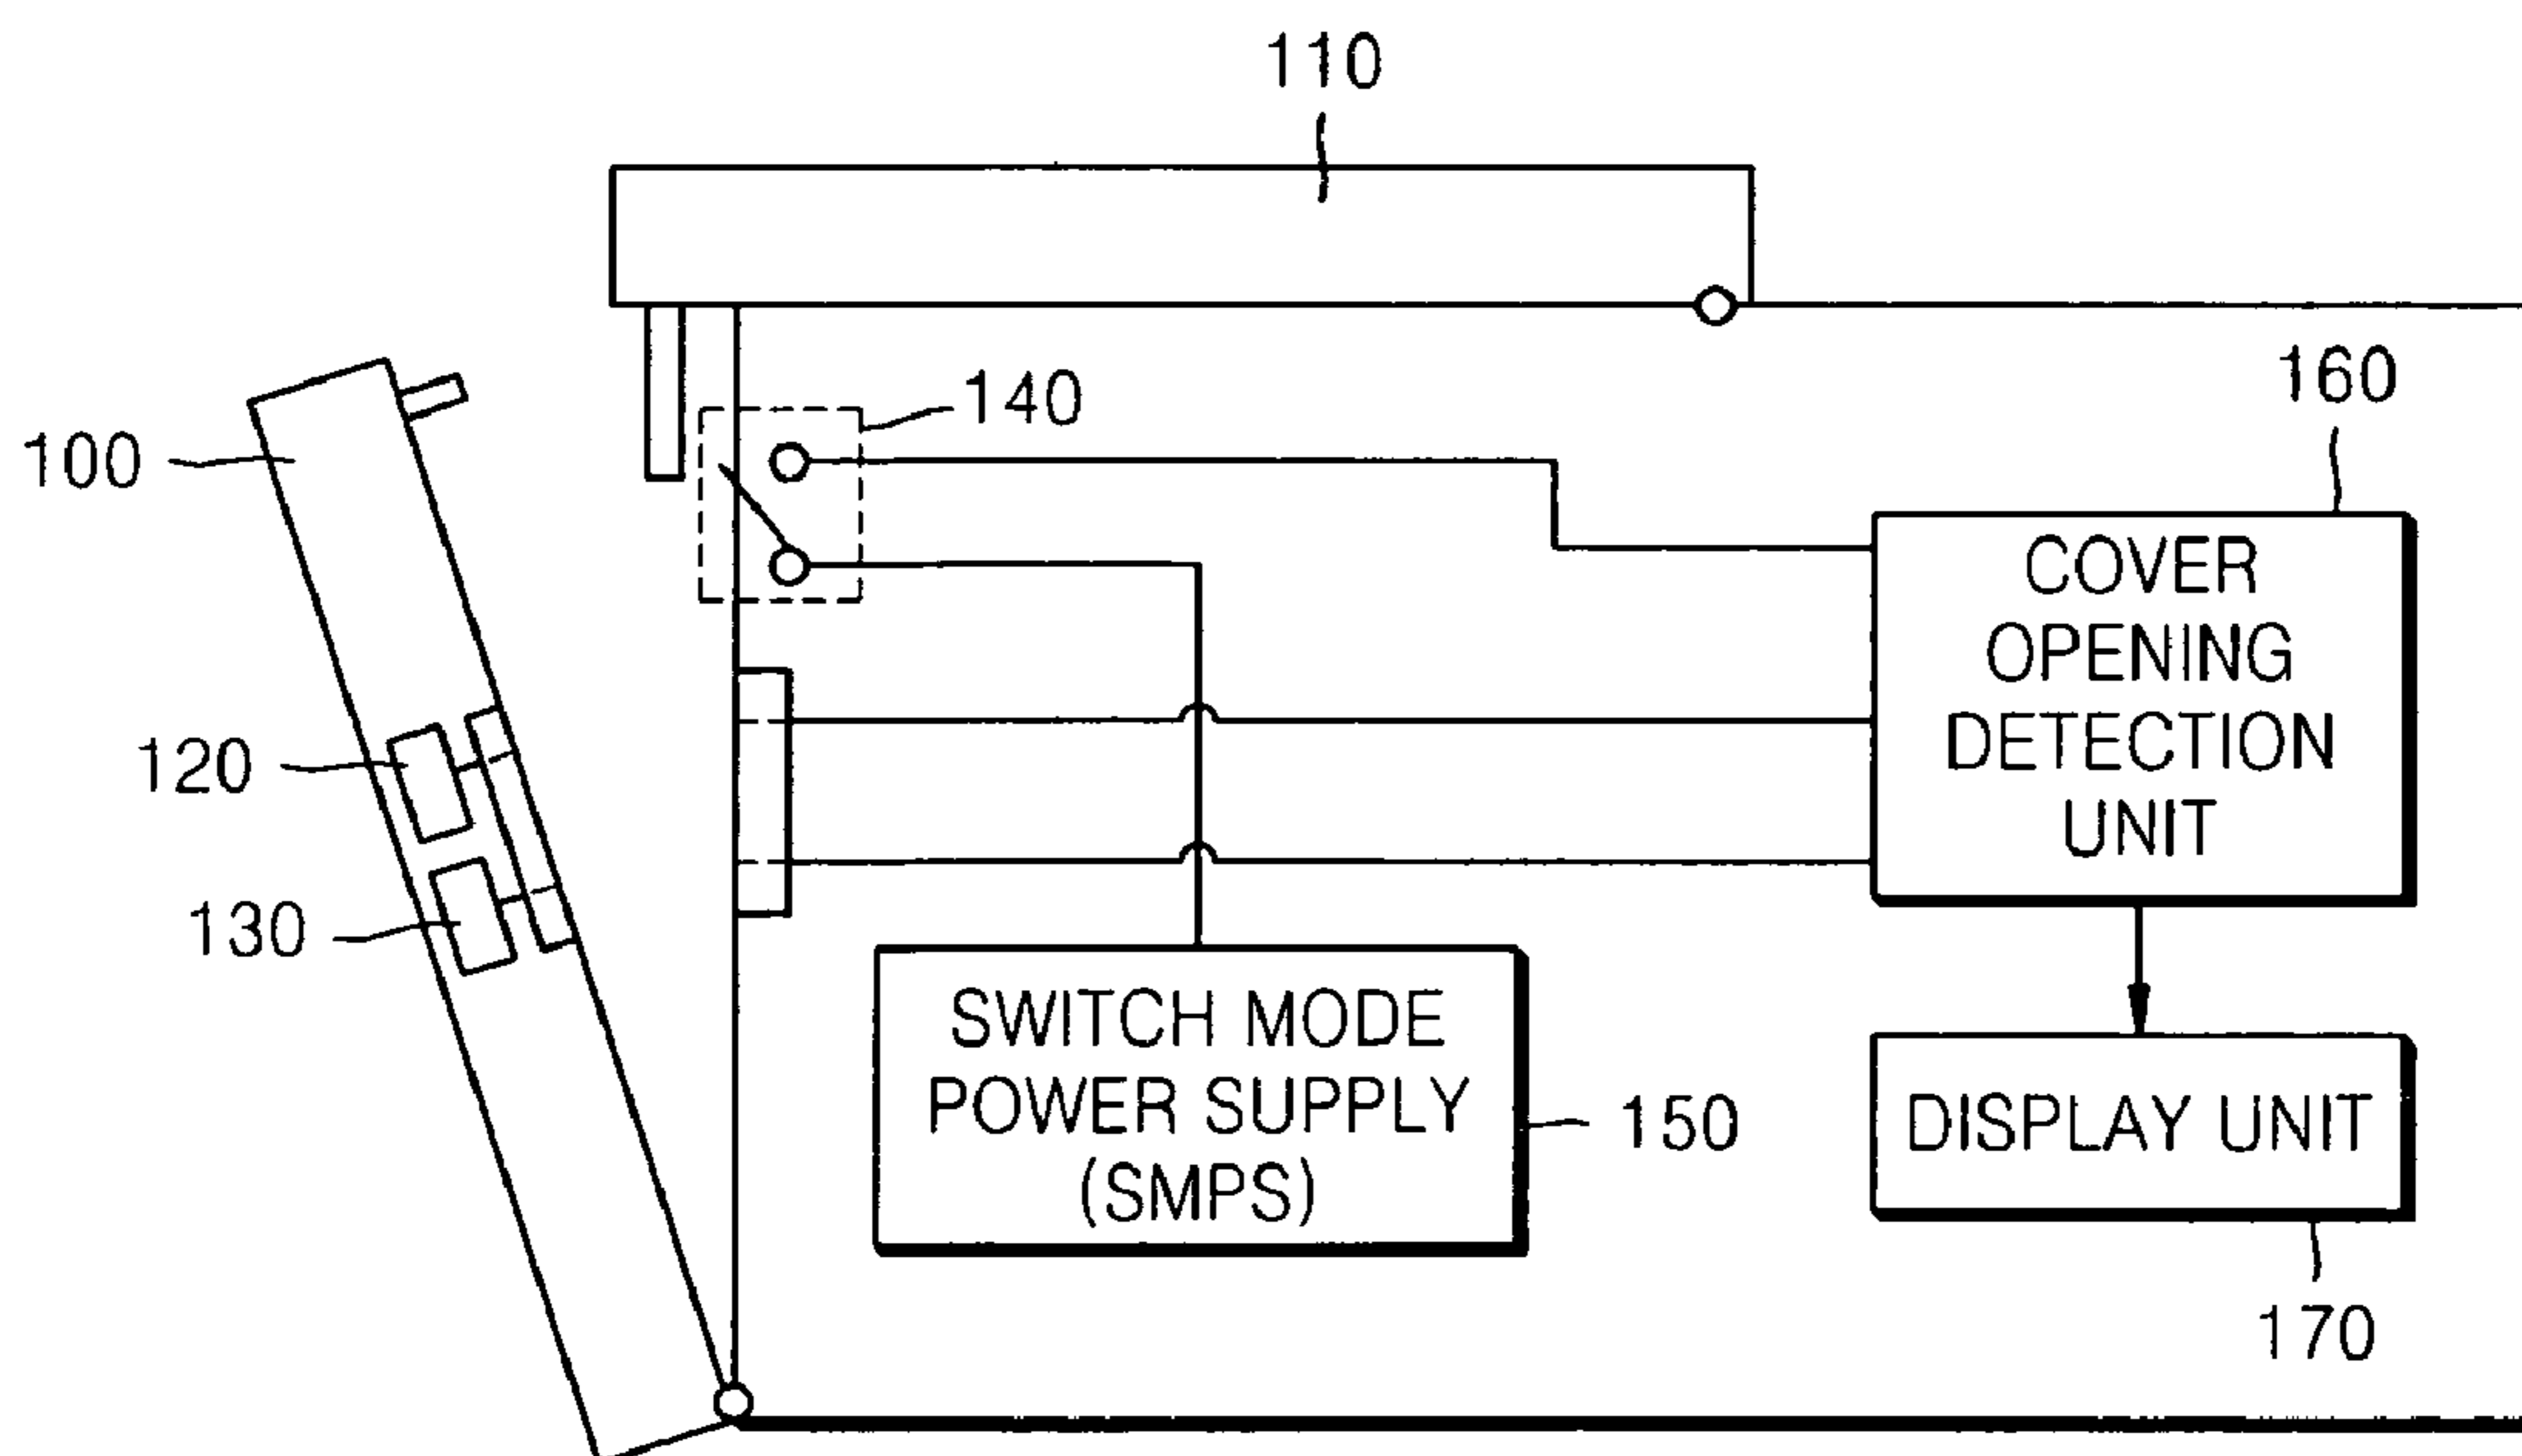 110
160
140
100
COVER
OPENING
DETECTION
UNIT
120
130
SWITCH MODE
POWER SUPPLY
(SMPS)
150
DISPLAY UNIT
170